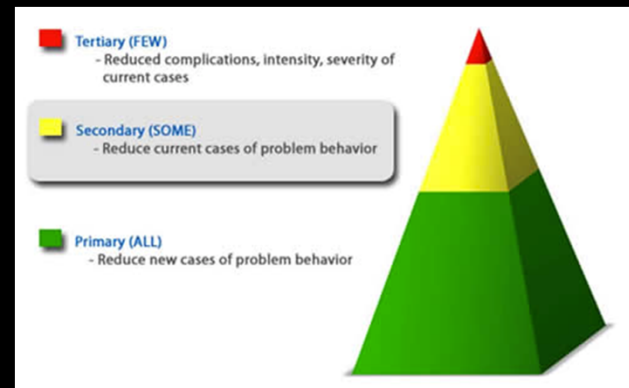 Tertiary (FEW)
- Reduced complications, intensity, severity of
current cases
Secondary (SOME)
- Reduce current cases of problem behavior
Primary (ALL)
- Reduce new cases of problem behavior